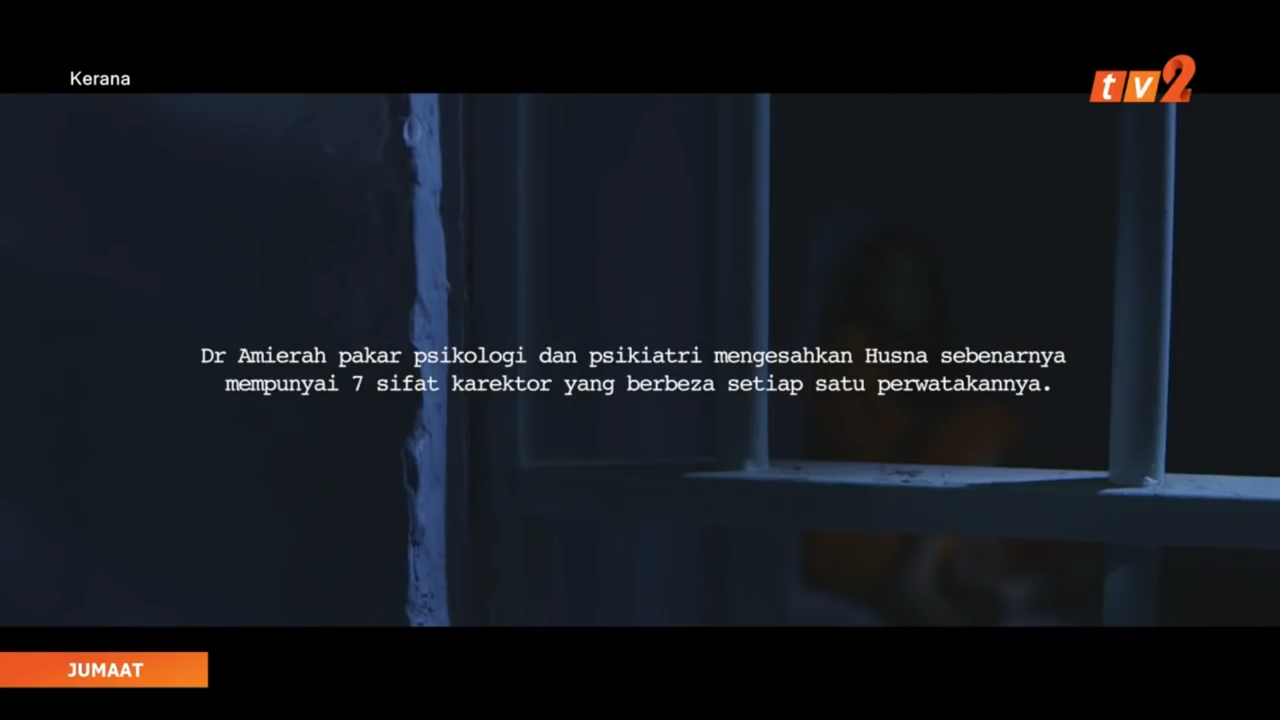 Kerana
tv2
Dr Amierah pakar psikologi dan psikiatri mengesahkan Husna sebenarnya
mempunyai 7 sifat karektor yang berbeza setiap satu perwatakannya.
JUMAAT